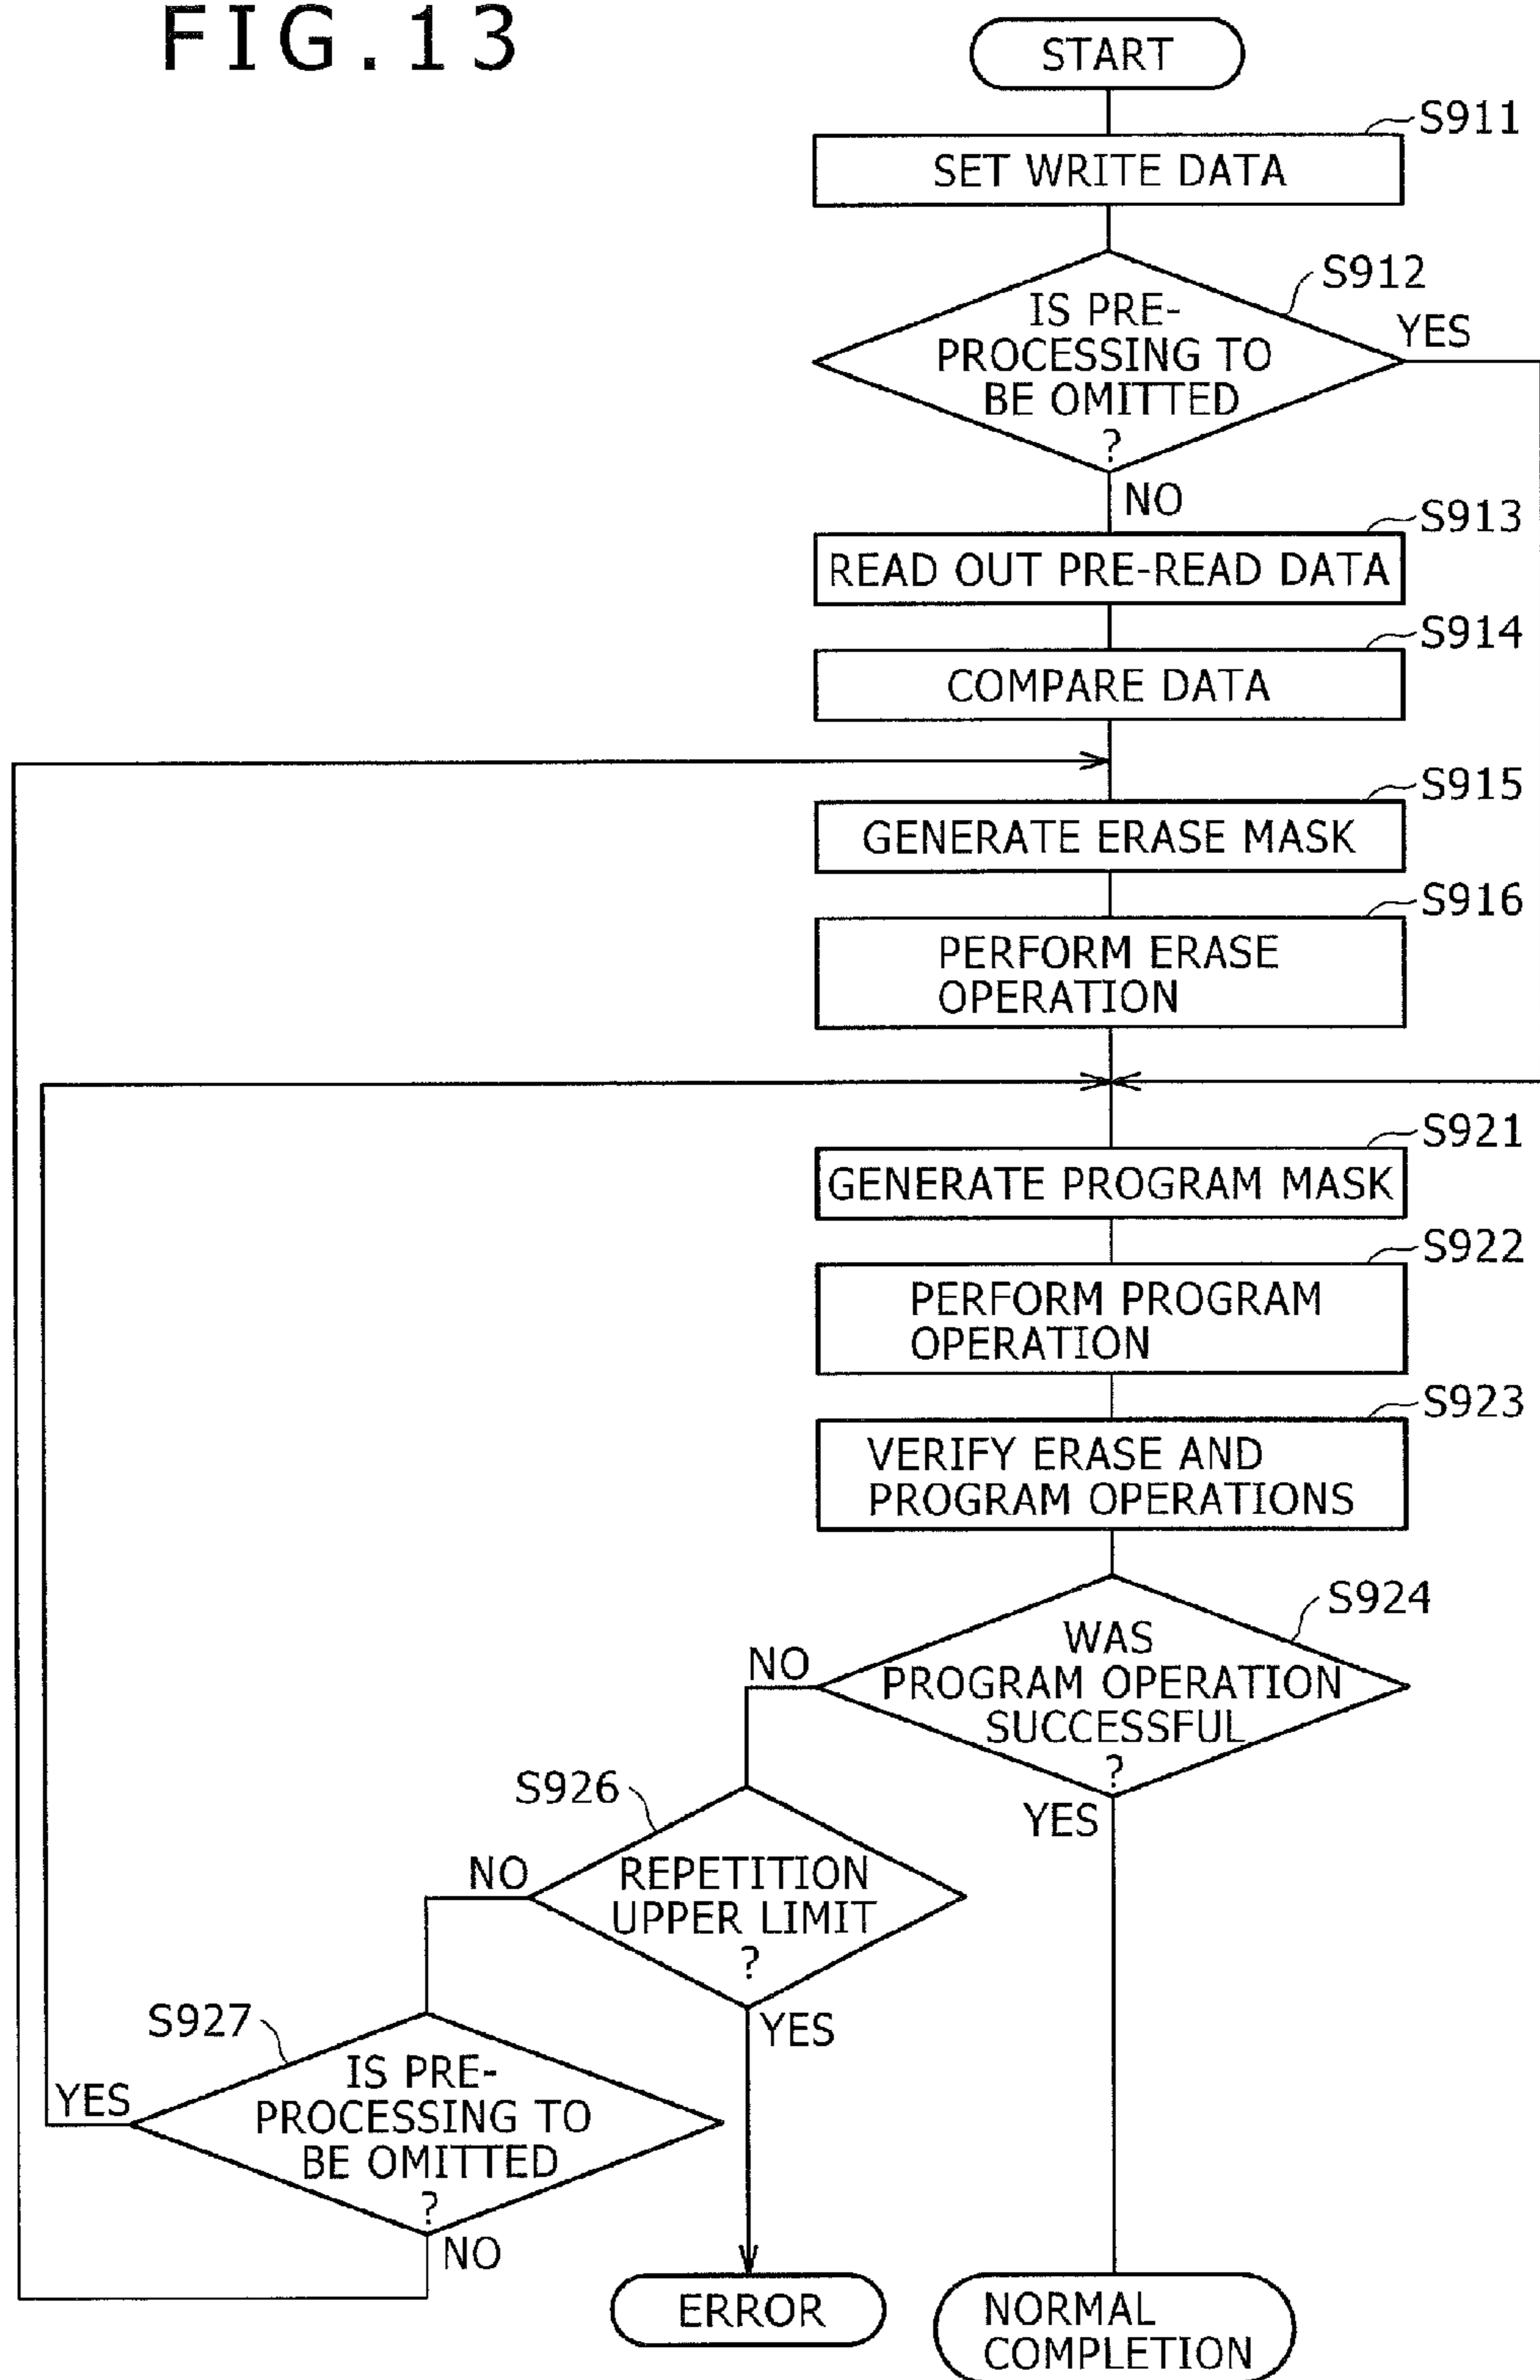 FIG.13
START
S911
SET WRITE DATA
S912
IS PRE-
PROCESSING TO
BE OMITTED
?
YES
NO
S913
READ OUT PRE-READ DATA
S914
COMPARE DATA
S915
GENERATE ERASE MASK
S916
PERFORM ERASE
OPERATION
S921
GENERATE PROGRAM MASK
S922
PERFORM PROGRAM
OPERATION
S923
VERIFY ERASE AND
PROGRAM OPERATIONS
S924
WAS
PROGRAM OPERATION
SUCCESSFUL
?
NO
YES
S926
REPETITION
UPPER LIMIT
?
NO
YES
S927
IS PRE-
PROCESSING TO
BE OMITTED
?
YES
NO
ERROR
NORMAL
COMPLETION